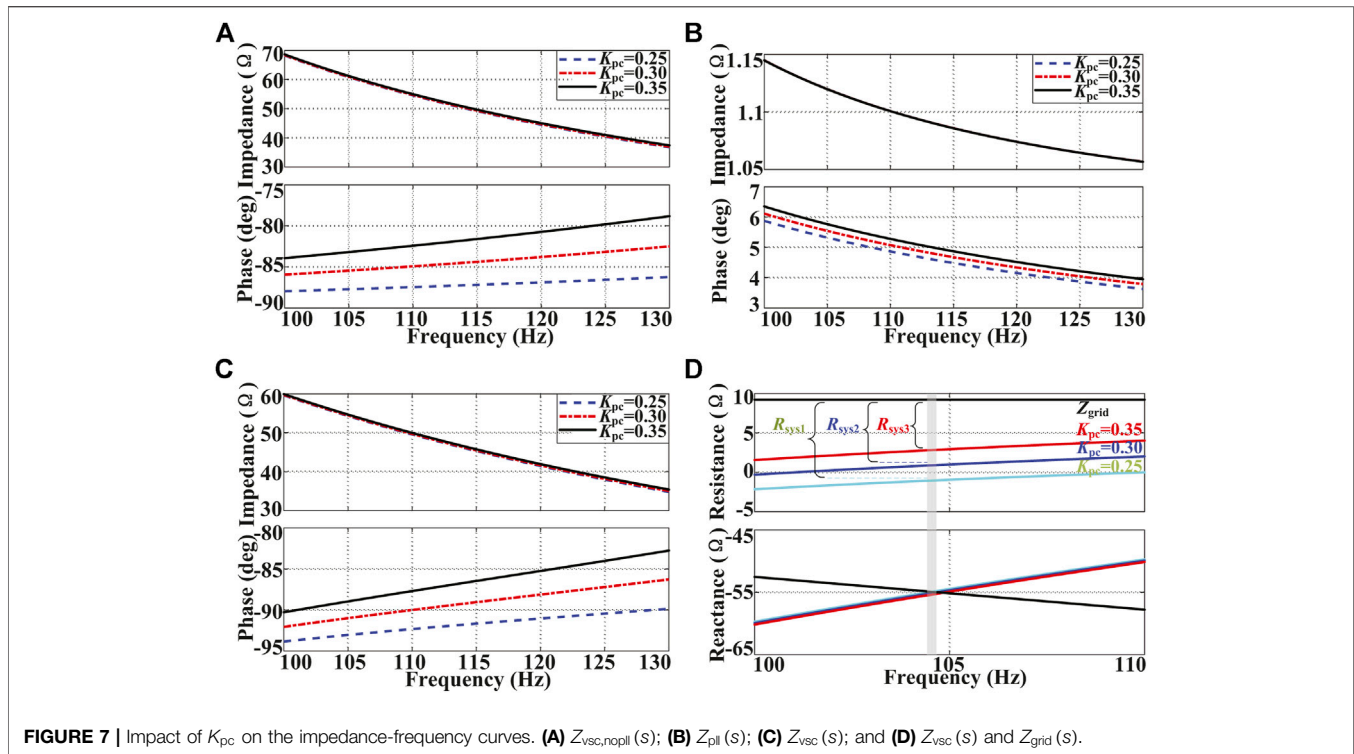 A
Impedance (Ω)
70
60
50
40
30
Kpc=0.25
Kpc=0.30
Kpc=0.35
Phase (deg)
-75
-80
-85
-90
100 105 110 115 120 125 130
Frequency (Hz)
B
Impedance (Ω)
1.15
1.1
1.05
Kpc=0.25
Kpc=0.30
Kpc=0.35
Phase (deg)
7
6
5
4
3
100 105 110 115 120 125 130
Frequency (Hz)
C
Impedance (Ω)
60
50
40
30
Kpc=0.25
Kpc=0.30
Kpc=0.35
Phase (deg)
-80
-85
-90
-95
100 105 110 115 120 125 130
Frequency (Hz)
D
Resistance (Ω)
10
5
0
-5
Rsys1 Rsys2 Rsys3
Zgrid
Kpc=0.35
Kpc=0.30
Kpc=0.25
Reactance (Ω)
-45
-55
-65
100 105 110
Frequency (Hz)
FIGURE 7 | Impact of Kpc on the impedance-frequency curves. (A) Zvsc,nopll (s); (B) Zpll (s); (C) Zvsc (s); and (D) Zvsc (s) and Zgrid (s).